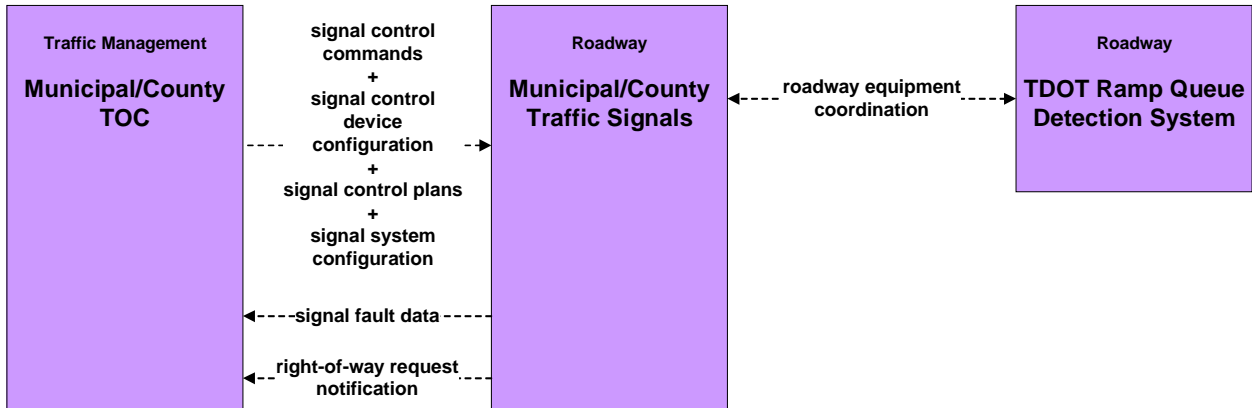 Traffic Management
Municipal/County
TOC
signal control
commands
+
signal control
device
configuration
+
signal control plans
+
signal system
configuration
signal fault data
right-of-way request
notification
Roadway
Municipal/County
Traffic Signals
roadway equipment
coordination
Roadway
TDOT Ramp Queue
Detection System